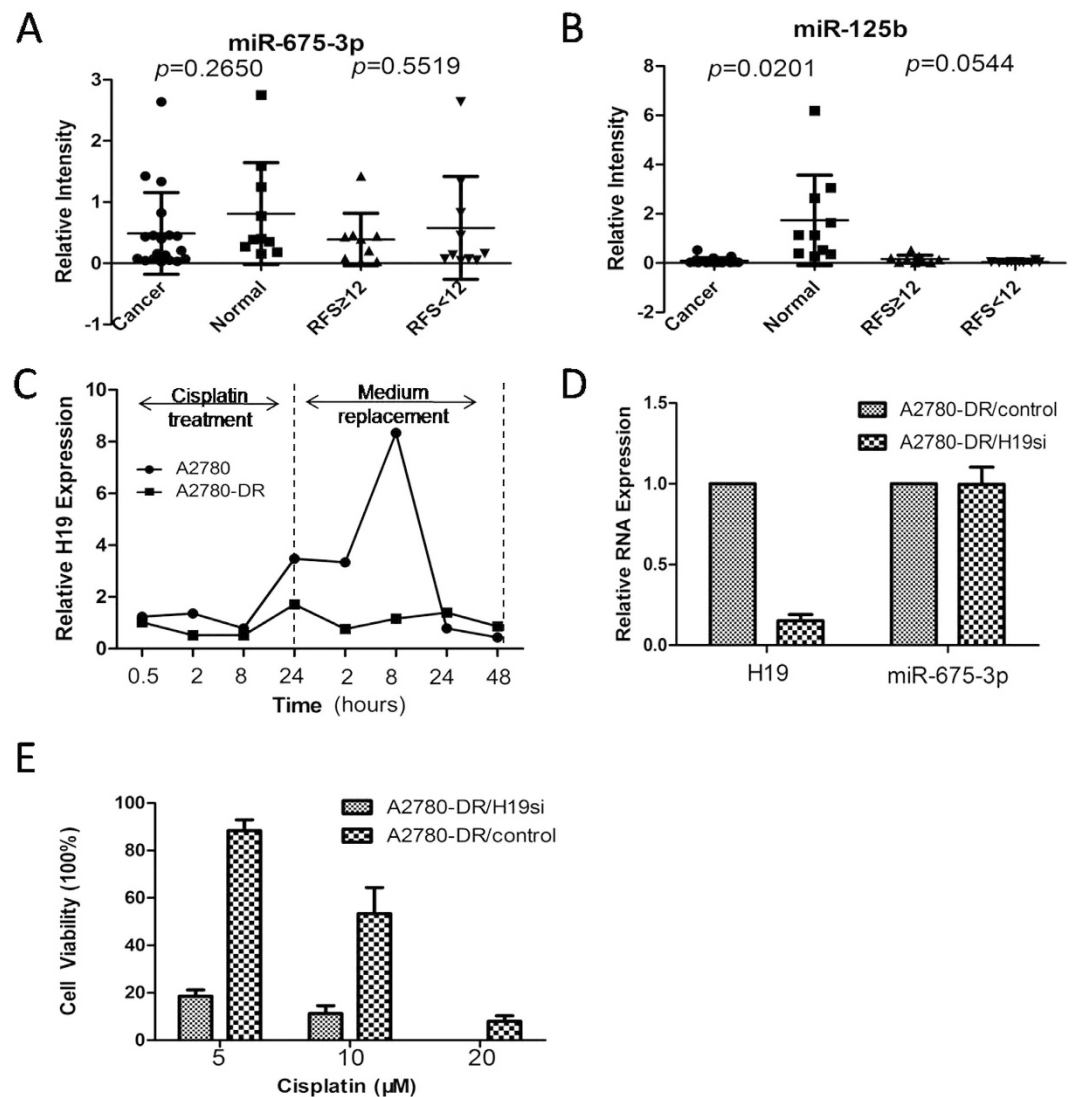 A
miR-675-3p
p=0.2650
p=0.5519
Relative Intensity
3
2
1
0
-1
Cancer
Normal
RFS≥12
RFS<12
B
miR-125b
p=0.0201
p=0.0544
Relative Intensity
8
6
4
2
0
-2
Cancer
Normal
RFS≥12
RFS<12
C
Relative H19 Expression
10
8
6
4
2
0
Cisplatin
treatment
Medium
replacement
A2780
A2780-DR
0.5 2 8 24 2 8 24 48
Time (hours)
D
Relative RNA Expression
1.5
1.0
0.5
0.0
A2780-DR/control
A2780-DR/H19si
H19
miR-675-3p
E
Cell Viability (100%)
100
80
60
40
20
0
A2780-DR/H19si
A2780-DR/control
5 10 20
Cisplatin (µM)